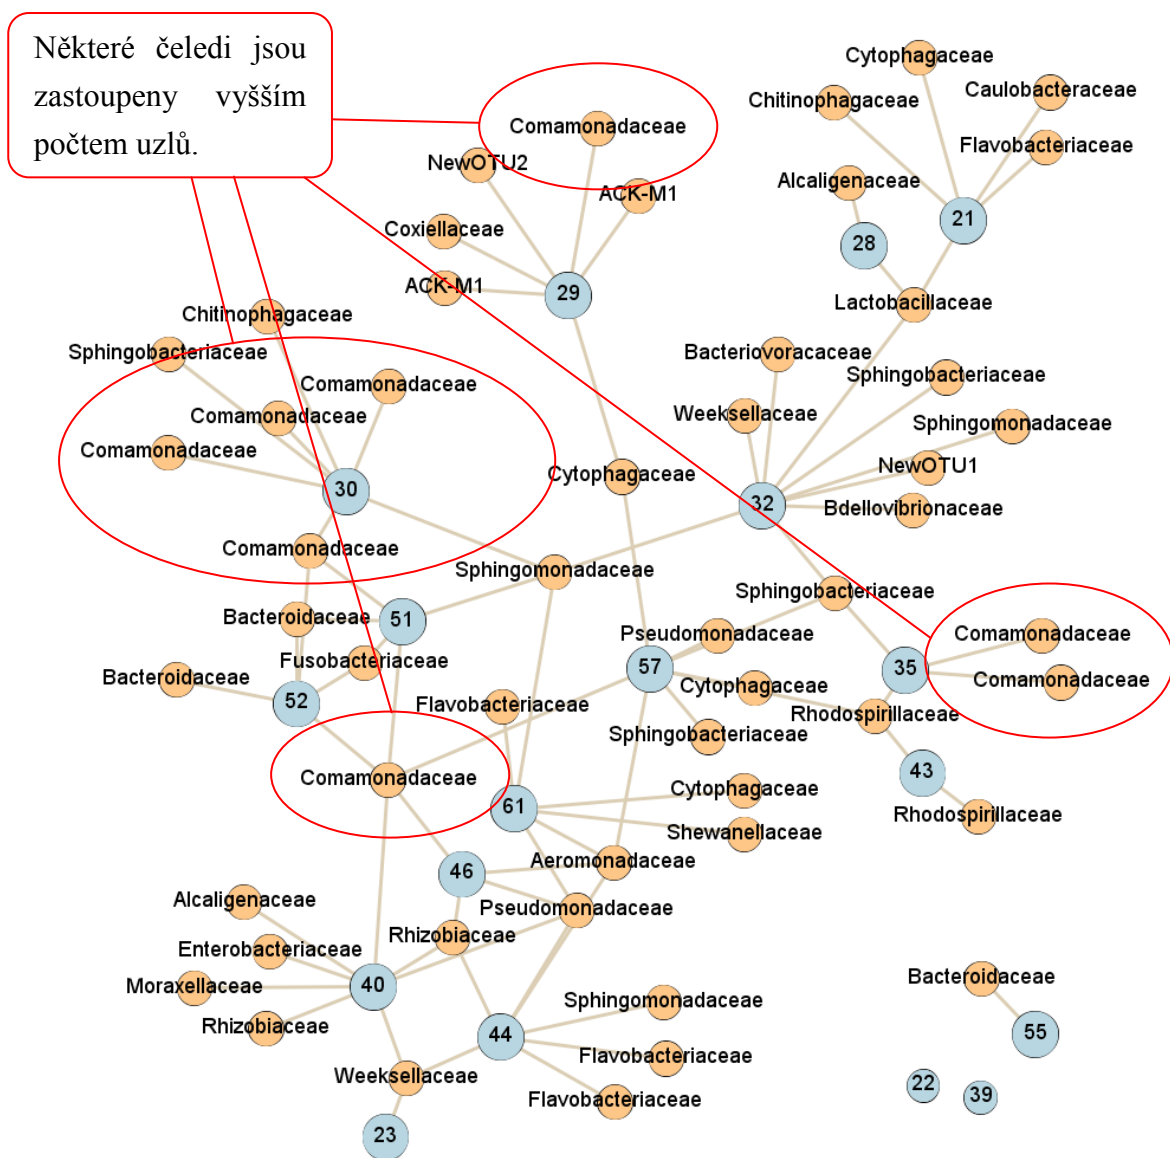 Některé čeledi jsou
zastoupeny vyšším
počtem uzlů.
Cytophagaceae
Caulobacteraceae
Chitinophagaceae
Comamonadaceae
Flavobacteriaceae
NewOTU2
Alcaligenaceae
ACK-M1
21
Coxiellaceae
28
ACK-M1
29
Lactobacillaceae
Chitinophagaceae
Sphingobacteriaceae
Bacteriovoracaceae
Comamonadaceae
Sphingobacteriaceae
Comamonadaceae
Weeksellaceae
Sphingomonadaceae
Comamonadaceae
Cytophagaceae
NewOTU1
30
32
Bdellovibrionaceae
Comamonadaceae
Sphingomonadaceae
Sphingobacteriaceae
Bacteroidaceae
51
Pseudomonadaceae
Comamonadaceae
Fusobacteriaceae
57
35
Bacteroidaceae
Cytophagaceae
Comamonadaceae
52
Flavobacteriaceae
Rhodospirillaceae
Sphingobacteriaceae
Comamonadaceae
43
Cytophagaceae
61
Rhodospirillaceae
Shewanellaceae
Aeromonadaceae
46
Alcaligenaceae
Pseudomonadaceae
Rhizobiaceae
Enterobacteriaceae
Bacteroidaceae
Moraxellaceae
40
Sphingomonadaceae
Rhizobiaceae
44
55
Flavobacteriaceae
Weeksellaceae
22
39
Flavobacteriaceae
23